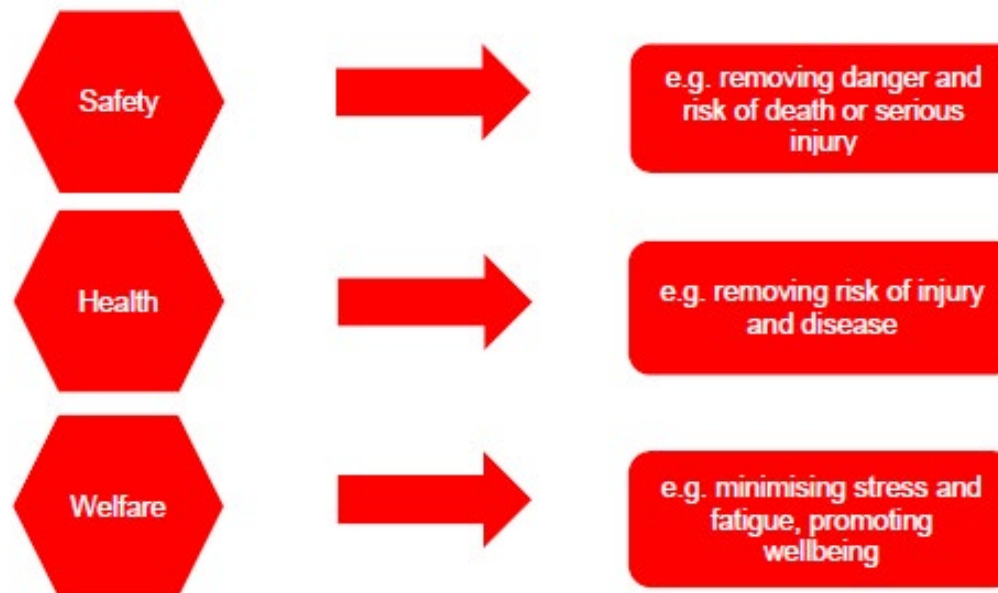 Safety
e.g. removing danger and
risk of death or serious
injury
Health
e.g. removing risk of injury
and disease
Welfare
e.g. minimising stress and
fatigue, promoting
wellbeing